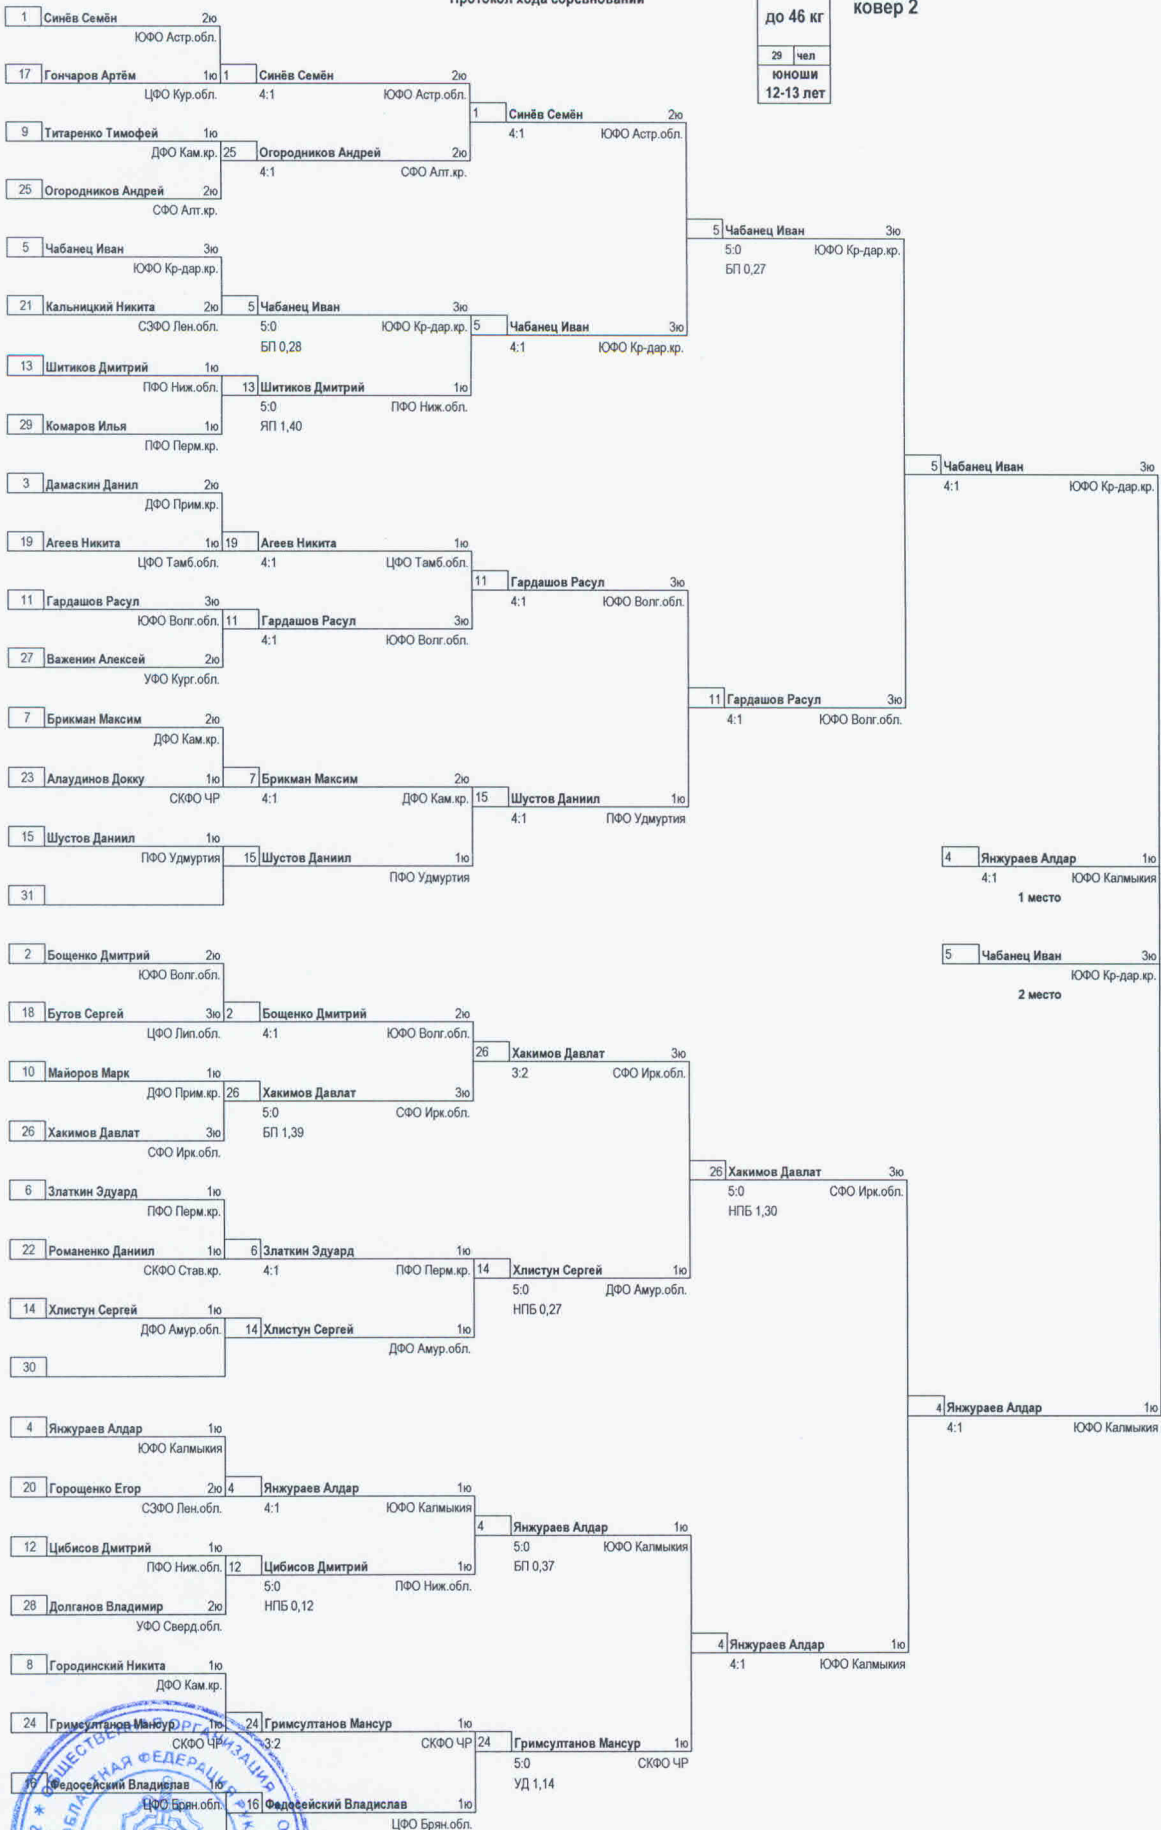 Протокол хода соревнований
до 46 кг
ковер 2
29 чел
юноши
12-13 лет
1 Синёв Семён 2ю
ЮФО Астр.обл.
17 Гончаров Артём 1ю
ЦФО Кур.обл.
9 Титаренко Тимофей 1ю
ДФО Кам.кр.
25 Огородников Андрей 2ю
СФО Алт.кр.
5 Чабанец Иван 3ю
ЮФО Кр-дар.кр.
21 Кальницкий Никита 2ю
СЗФО Лен.обл.
13 Шитиков Дмитрий 1ю
ПФО Ниж.обл.
29 Комаров Илья 1ю
ПФО Перм.кр.
3 Дамаскин Данил 2ю
ДФО Прим.кр.
19 Агеев Никита 1ю
ЦФО Тамб.обл.
11 Гардашов Расул 3ю
ЮФО Волг.обл.
27 Важенин Алексей 2ю
УФО Кург.обл.
7 Брикман Максим 2ю
ДФО Кам.кр.
23 Алаудинов Докку 1ю
СКФО ЧР
15 Шустов Даниил 1ю
ПФО Удмуртия
31
2 Бощенко Дмитрий 2ю
ЮФО Волг.обл.
18 Бутов Сергей 3ю
ЦФО Лип.обл.
10 Майоров Марк 1ю
ДФО Прим.кр.
26 Хакимов Давлат 3ю
СФО Ирк.обл.
6 Златкин Эдуард 1ю
ПФО Перм.кр.
22 Романенко Даниил 1ю
СКФО Став.кр.
14 Хлистун Сергей 1ю
ДФО Амур.обл.
30
4 Янжураев Алдар 1ю
ЮФО Калмыкия
20 Горощенко Егор 2ю
СЗФО Лен.обл.
12 Цибисов Дмитрий 1ю
ПФО Ниж.обл.
28 Долганов Владимир 2ю
УФО Сверд.обл.
8 Городинский Никита 1ю
ДФО Кам.кр.
24 Гримсултанов Мансур 1ю
СКФО ЧР
16 Федосейский Владислав 1ю
ЦФО Брян.обл.
1 Синёв Семён 2ю
4:1 ЮФО Астр.обл.
25 Огородников Андрей 2ю
4:1 СФО Алт.кр.
5 Чабанец Иван 3ю
5:0 ЮФО Кр-дар.кр.
БП 0,28
13 Шитиков Дмитрий 1ю
5:0 ПФО Ниж.обл.
ЯП 1,40
19 Агеев Никита 1ю
4:1 ЦФО Тамб.обл.
11 Гардашов Расул 3ю
4:1 ЮФО Волг.обл.
7 Брикман Максим 2ю
4:1 ДФО Кам.кр.
15 Шустов Даниил 1ю
ПФО Удмуртия
2 Бощенко Дмитрий 2ю
4:1 ЮФО Волг.обл.
26 Хакимов Давлат 3ю
5:0 СФО Ирк.обл.
БП 1,39
6 Златкин Эдуард 1ю
4:1 ПФО Перм.кр.
14 Хлистун Сергей 1ю
ДФО Амур.обл.
4 Янжураев Алдар 1ю
4:1 ЮФО Калмыкия
12 Цибисов Дмитрий 1ю
5:0 ПФО Ниж.обл.
НПБ 0,12
24 Гримсултанов Мансур 1ю
3:2 СКФО ЧР
16 Федосейский Владислав 1ю
ЦФО Брян.обл.
1 Синёв Семён 2ю
4:1 ЮФО Астр.обл.
5 Чабанец Иван 3ю
4:1 ЮФО Кр-дар.кр.
11 Гардашов Расул 3ю
4:1 ЮФО Волг.обл.
15 Шустов Даниил 1ю
4:1 ПФО Удмуртия
26 Хакимов Давлат 3ю
3:2 СФО Ирк.обл.
14 Хлистун Сергей 1ю
5:0 ДФО Амур.обл.
НПБ 0,27
4 Янжураев Алдар 1ю
5:0 ЮФО Калмыкия
БП 0,37
24 Гримсултанов Мансур 1ю
5:0 СКФО ЧР
УД 1,14
5 Чабанец Иван 3ю
5:0 ЮФО Кр-дар.кр.
БП 0,27
11 Гардашов Расул 3ю
4:1 ЮФО Волг.обл.
26 Хакимов Давлат 3ю
5:0 СФО Ирк.обл.
НПБ 1,30
4 Янжураев Алдар 1ю
4:1 ЮФО Калмыкия
5 Чабанец Иван 3ю
4:1 ЮФО Кр-дар.кр.
4 Янжураев Алдар 1ю
4:1 ЮФО Калмыкия
4 Янжураев Алдар 1ю
4:1 ЮФО Калмыкия
1 место
5 Чабанец Иван 3ю
ЮФО Кр-дар.кр.
2 место
ОБЩЕСТВЕННАЯ ОРГАНИЗАЦИЯ
ОБЛАСТНАЯ ФЕДЕРАЦИЯ РУК